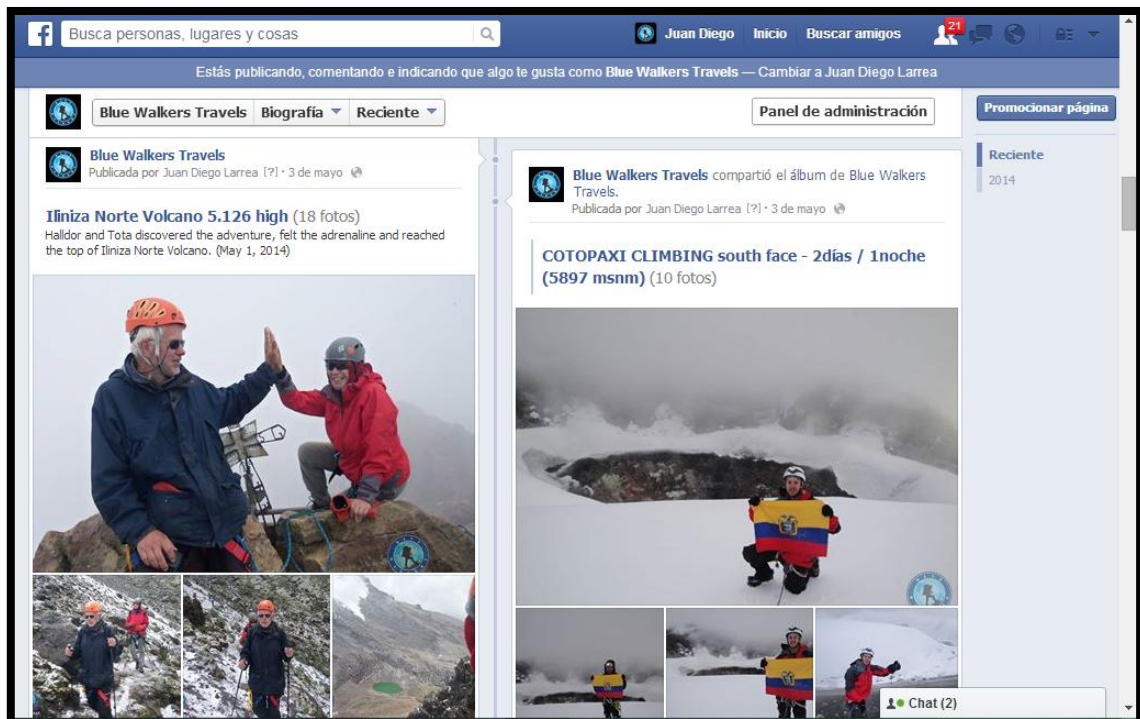 Busca personas, lugares y cosas
Juan Diego Inicio Buscar amigos 21
Estás publicando, comentando e indicando que algo te gusta como Blue Walkers Travels — Cambiar a Juan Diego Larrea
Blue Walkers Travels Biografía Reciente
Panel de administración
Promocionar página
Reciente
2014
Blue Walkers Travels
Publicada por Juan Diego Larrea [?] · 3 de mayo
Iliniza Norte Volcano 5.126 high (18 fotos)
Halldor and Tota discovered the adventure, felt the adrenaline and reached
the top of Iliniza Norte Volcano. (May 1, 2014)
Blue Walkers Travels compartió el álbum de Blue Walkers
Travels.
Publicada por Juan Diego Larrea [?] · 3 de mayo
COTOPAXI CLIMBING south face - 2días / 1noche
(5897 msnm) (10 fotos)
Chat (2)